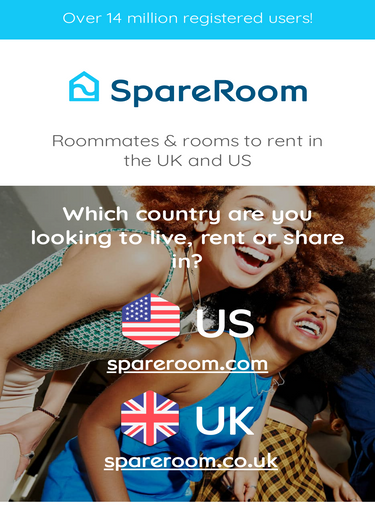 Over 14 million registered users!
SpareRoom
Roommates & rooms to rent in
the UK and US
Which country are you
looking to live, rent or share
in?
US
spareroom.com
UK
spareroom.co.uk